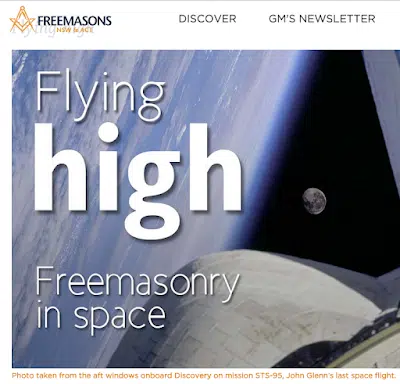 FREEMASONS
NSW & ACT
DISCOVER
GM'S NEWSLETTER
Flying
high
Freemasonry
in space
Photo taken from the aft windows onboard Discovery on mission STS-95, John Glenn's last space flight.